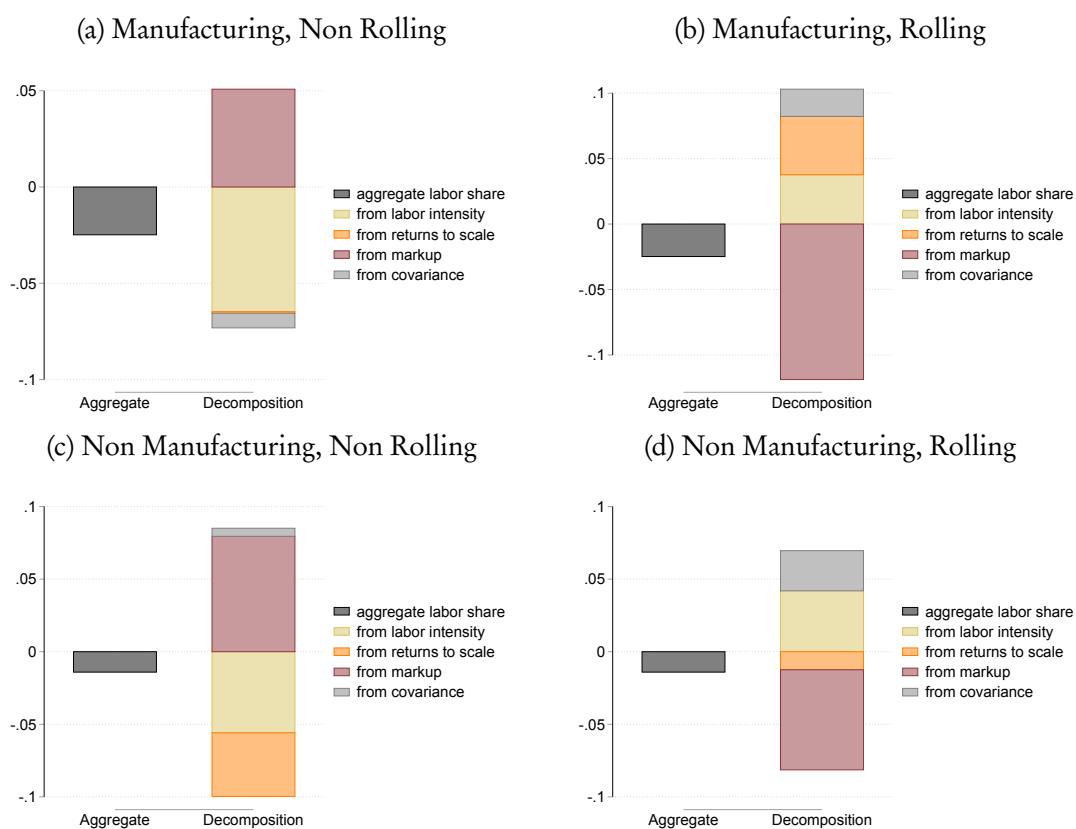 (a) Manufacturing, Non Rolling
.05
0
-.05
-.1
Aggregate
Decomposition
aggregate labor share
from labor intensity
from returns to scale
from markup
from covariance
(b) Manufacturing, Rolling
.1
.05
0
-.05
-.1
Aggregate
Decomposition
aggregate labor share
from labor intensity
from returns to scale
from markup
from covariance
(c) Non Manufacturing, Non Rolling
.1
.05
0
-.05
-.1
Aggregate
Decomposition
aggregate labor share
from labor intensity
from returns to scale
from markup
from covariance
(d) Non Manufacturing, Rolling
.1
.05
0
-.05
-.1
Aggregate
Decomposition
aggregate labor share
from labor intensity
from returns to scale
from markup
from covariance